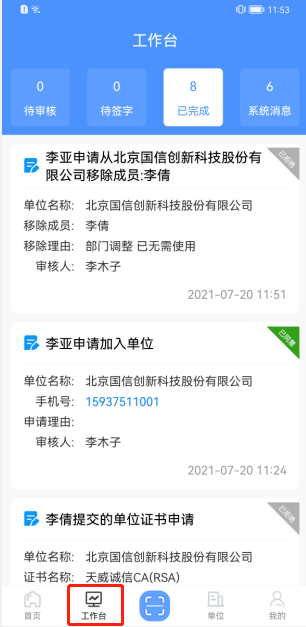 11:53
工作台
0
0
8
6
待审核
待签字
已完成
系统消息
李亚申请从北京国信创新科技股份有
限公司移除成员:李倩
已拒绝
单位名称: 北京国信创新科技股份有限公司
移除成员: 李倩
移除理由: 部门调整 已无需使用
审核人: 李木子
2021-07-20 11:51
李亚申请加入单位
已同意
单位名称: 北京国信创新科技股份有限公司
手机号: 15937511001
申请理由:
审核人: 李木子
2021-07-20 11:24
李倩提交的单位证书申请
已拒绝
单位名称: 北京国信创新科技股份有限公司
证书名称: 天威诚信CA(RSA)
首页
工作台
单位
我的